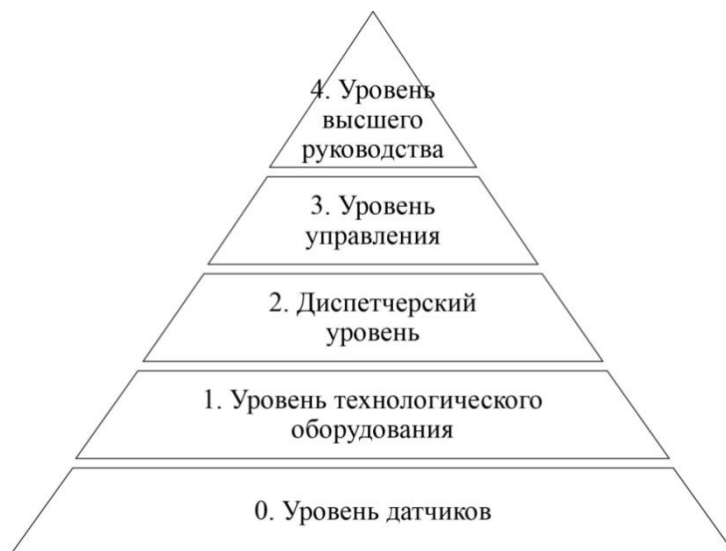 4. Уровень
высшего
руководства
3. Уровень
управления
2. Диспетчерский
уровень
1. Уровень технологического
оборудования
0. Уровень датчиков